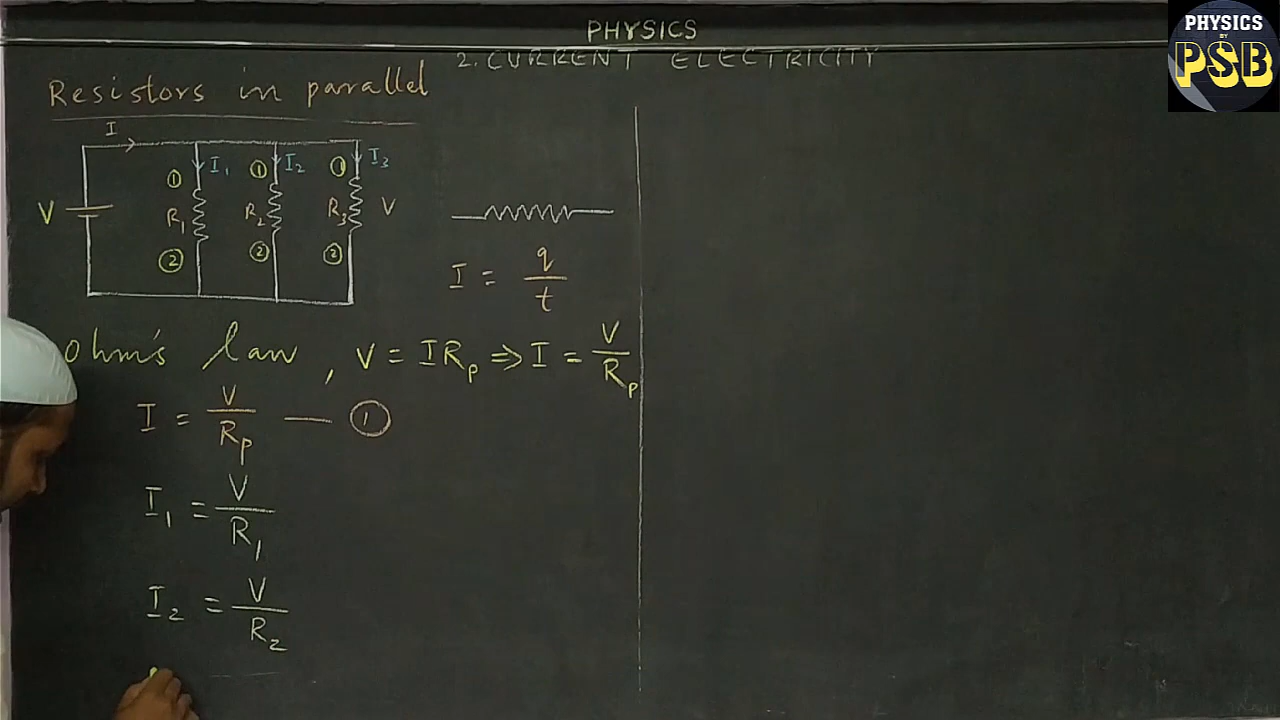 PHYSICS
PHYSICS
BY
PSB
2. CURRENT ELECTRICITY
Resistors in parallel
I
I₁ I₂ I₃
① ① ①
V R₁ R₂ R₃ V
② ② ②
I = q/t
ohm's law, V = IRₚ ⇒ I = V/Rₚ
I = V/Rₚ — ①
I₁ = V/R₁
I₂ = V/R₂